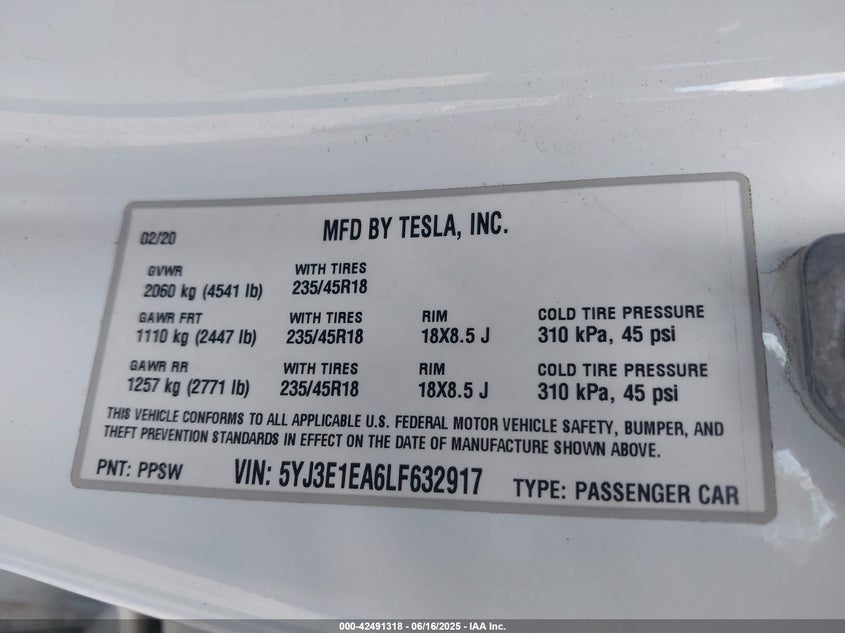 02/20
MFD BY TESLA, INC.
GVWR WITH TIRES
2060 kg (4541 lb) 235/45R18
GAWR FRT WITH TIRES RIM COLD TIRE PRESSURE
1110 kg (2447 lb) 235/45R18 18X8.5 J 310 kPa, 45 psi
GAWR RR WITH TIRES RIM COLD TIRE PRESSURE
1257 kg (2771 lb) 235/45R18 18X8.5 J 310 kPa, 45 psi
THIS VEHICLE CONFORMS TO ALL APPLICABLE U.S. FEDERAL MOTOR VEHICLE SAFETY, BUMPER, AND
THEFT PREVENTION STANDARDS IN EFFECT ON THE DATE OF MANUFACTURE SHOWN ABOVE.
PNT: PPSW VIN: 5YJ3E1EA6LF632917 TYPE: PASSENGER CAR
000-42491318 - 06/16/2025 - IAA Inc.